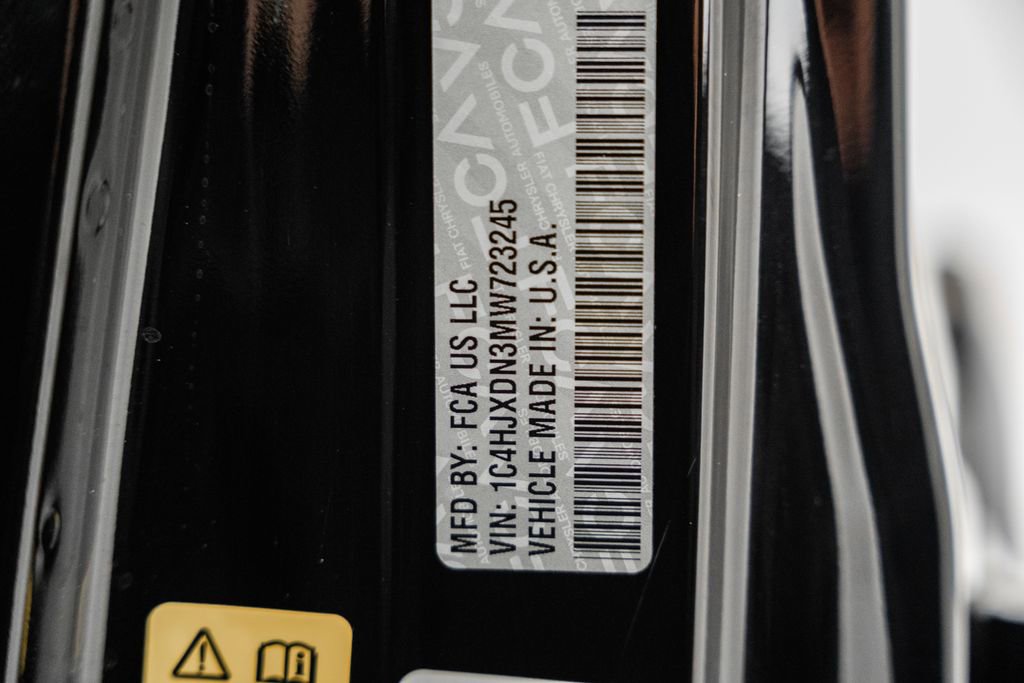 MFD BY: FCA US LLC
VIN: 1C4HJXDN3MW723245
VEHICLE MADE IN: U.S.A.